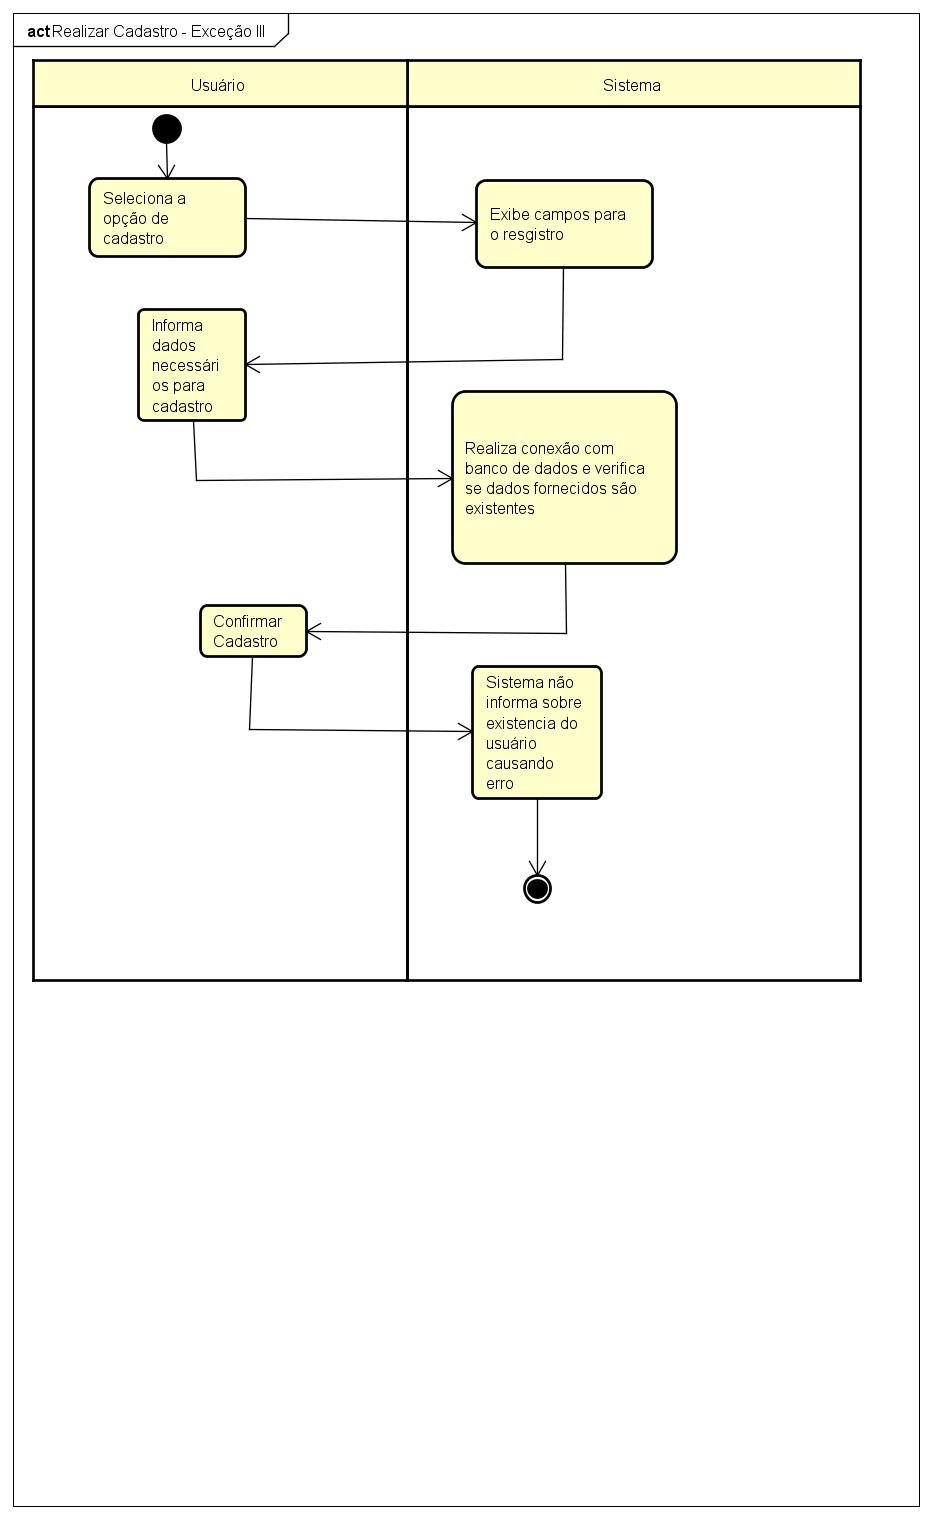 act Realizar Cadastro - Exceção III
Usuário
Sistema
Seleciona a
opção de
cadastro
Exibe campos para
o resgistro
Informa
dados
necessári
os para
cadastro
Realiza conexão com
banco de dados e verifica
se dados fornecidos são
existentes
Confirmar
Cadastro
Sistema não
informa sobre
existencia do
usuário
causando
erro